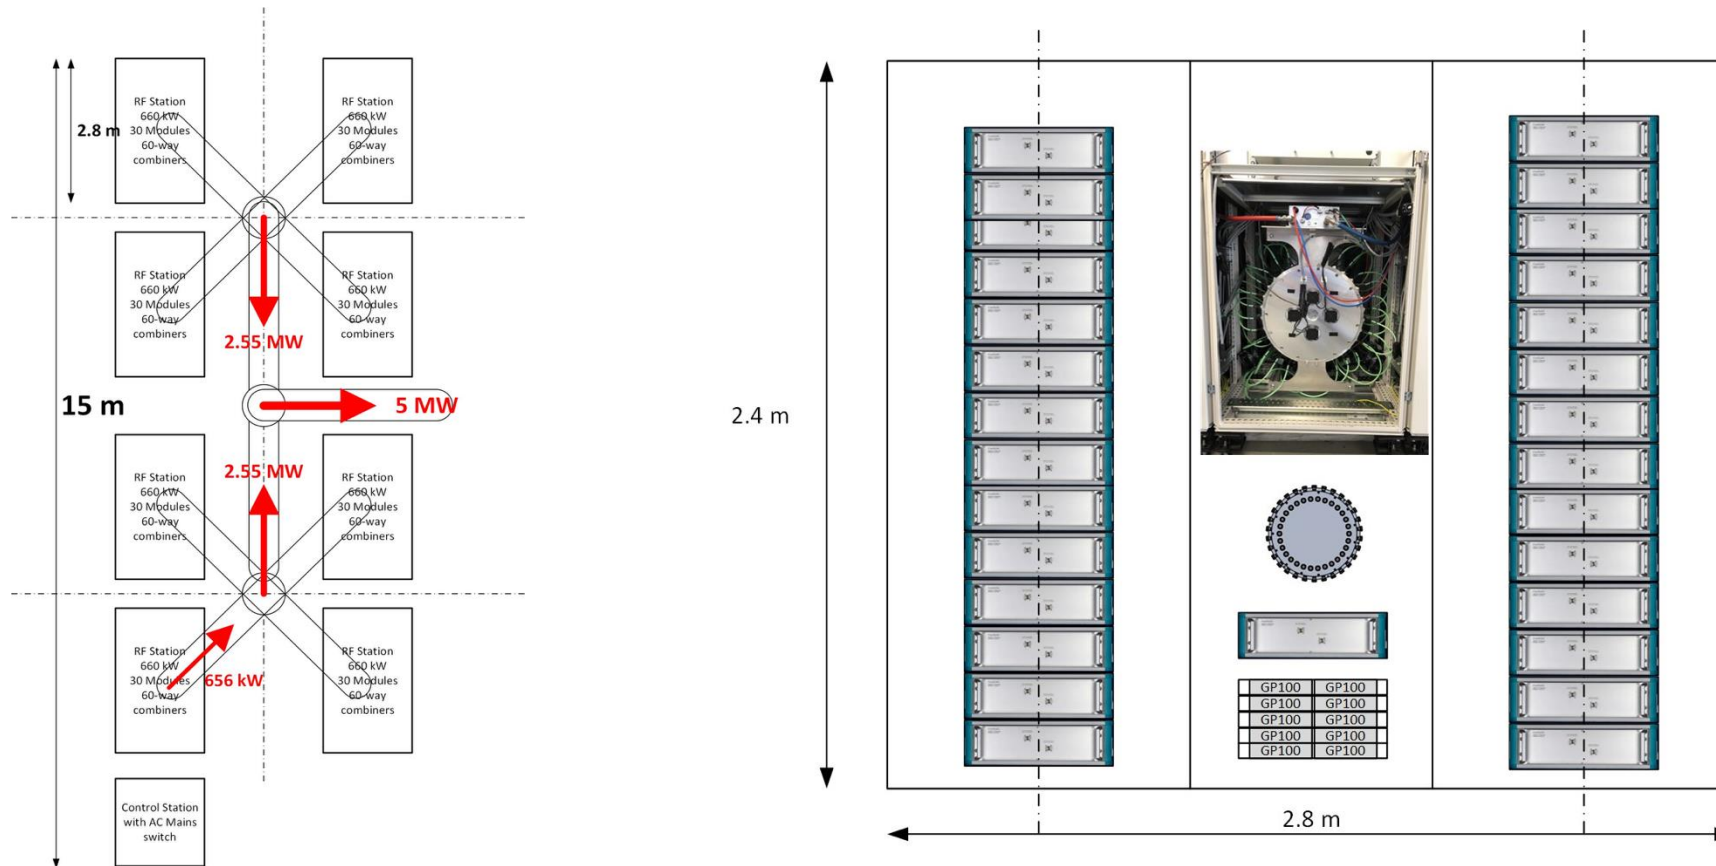 RF Station
660 kW
30 Modules
60-way
combiners
RF Station
660 kW
30 Modules
60-way
combiners
2.8 m
RF Station
660 kW
30 Modules
60-way
combiners
RF Station
660 kW
30 Modules
60-way
combiners
2.55 MW
15 m
5 MW
RF Station
660 kW
30 Modules
60-way
combiners
2.55 MW
RF Station
660 kW
30 Modules
60-way
combiners
RF Station
660 kW
30 Modules
60-way
combiners
656 kW
RF Station
660 kW
30 Modules
60-way
combiners
Control Station
with AC Mains
switch
2.4 m
GP100 GP100
GP100 GP100
GP100 GP100
GP100 GP100
GP100 GP100
2.8 m